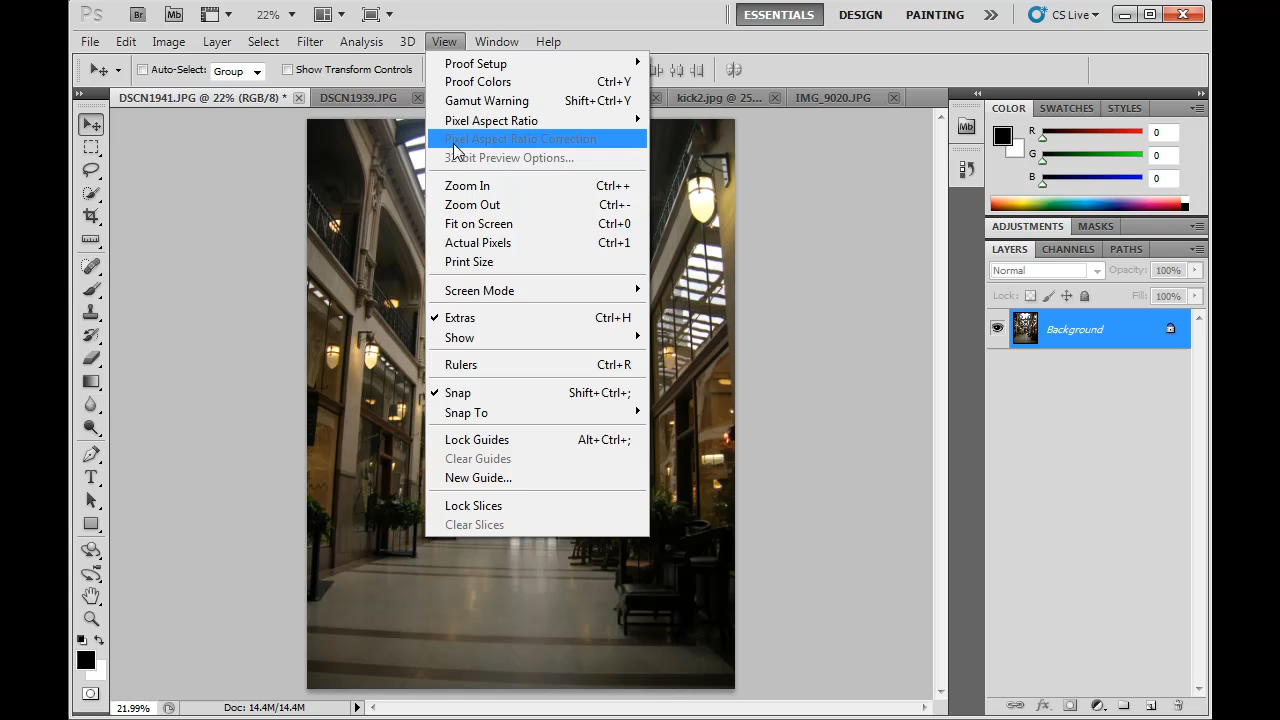 Ps Br Mb 22% ESSENTIALS DESIGN PAINTING CS Live
File Edit Image Layer Select Filter Analysis 3D View Window Help
Auto-Select: Group Show Transform Controls
DSCN1941.JPG @ 22% (RGB/8) * DSCN1939.JPG kick2.jpg @ 25... IMG_9020.JPG
Proof Setup
Proof Colors Ctrl+Y
Gamut Warning Shift+Ctrl+Y
Pixel Aspect Ratio
Pixel Aspect Ratio Correction
Preview Options...
Zoom In Ctrl++
Zoom Out Ctrl+-
Fit on Screen Ctrl+0
Actual Pixels Ctrl+1
Print Size
Screen Mode
Extras Ctrl+H
Show
Rulers Ctrl+R
Snap Shift+Ctrl+;
Snap To
Lock Guides Alt+Ctrl+;
Clear Guides
New Guide...
Lock Slices
Clear Slices
Mb
COLOR SWATCHES STYLES
R 0
G 0
B 0
ADJUSTMENTS MASKS
LAYERS CHANNELS PATHS
Normal Opacity: 100%
Lock: Fill: 100%
Background
21.99% Doc: 14.4M/14.4M